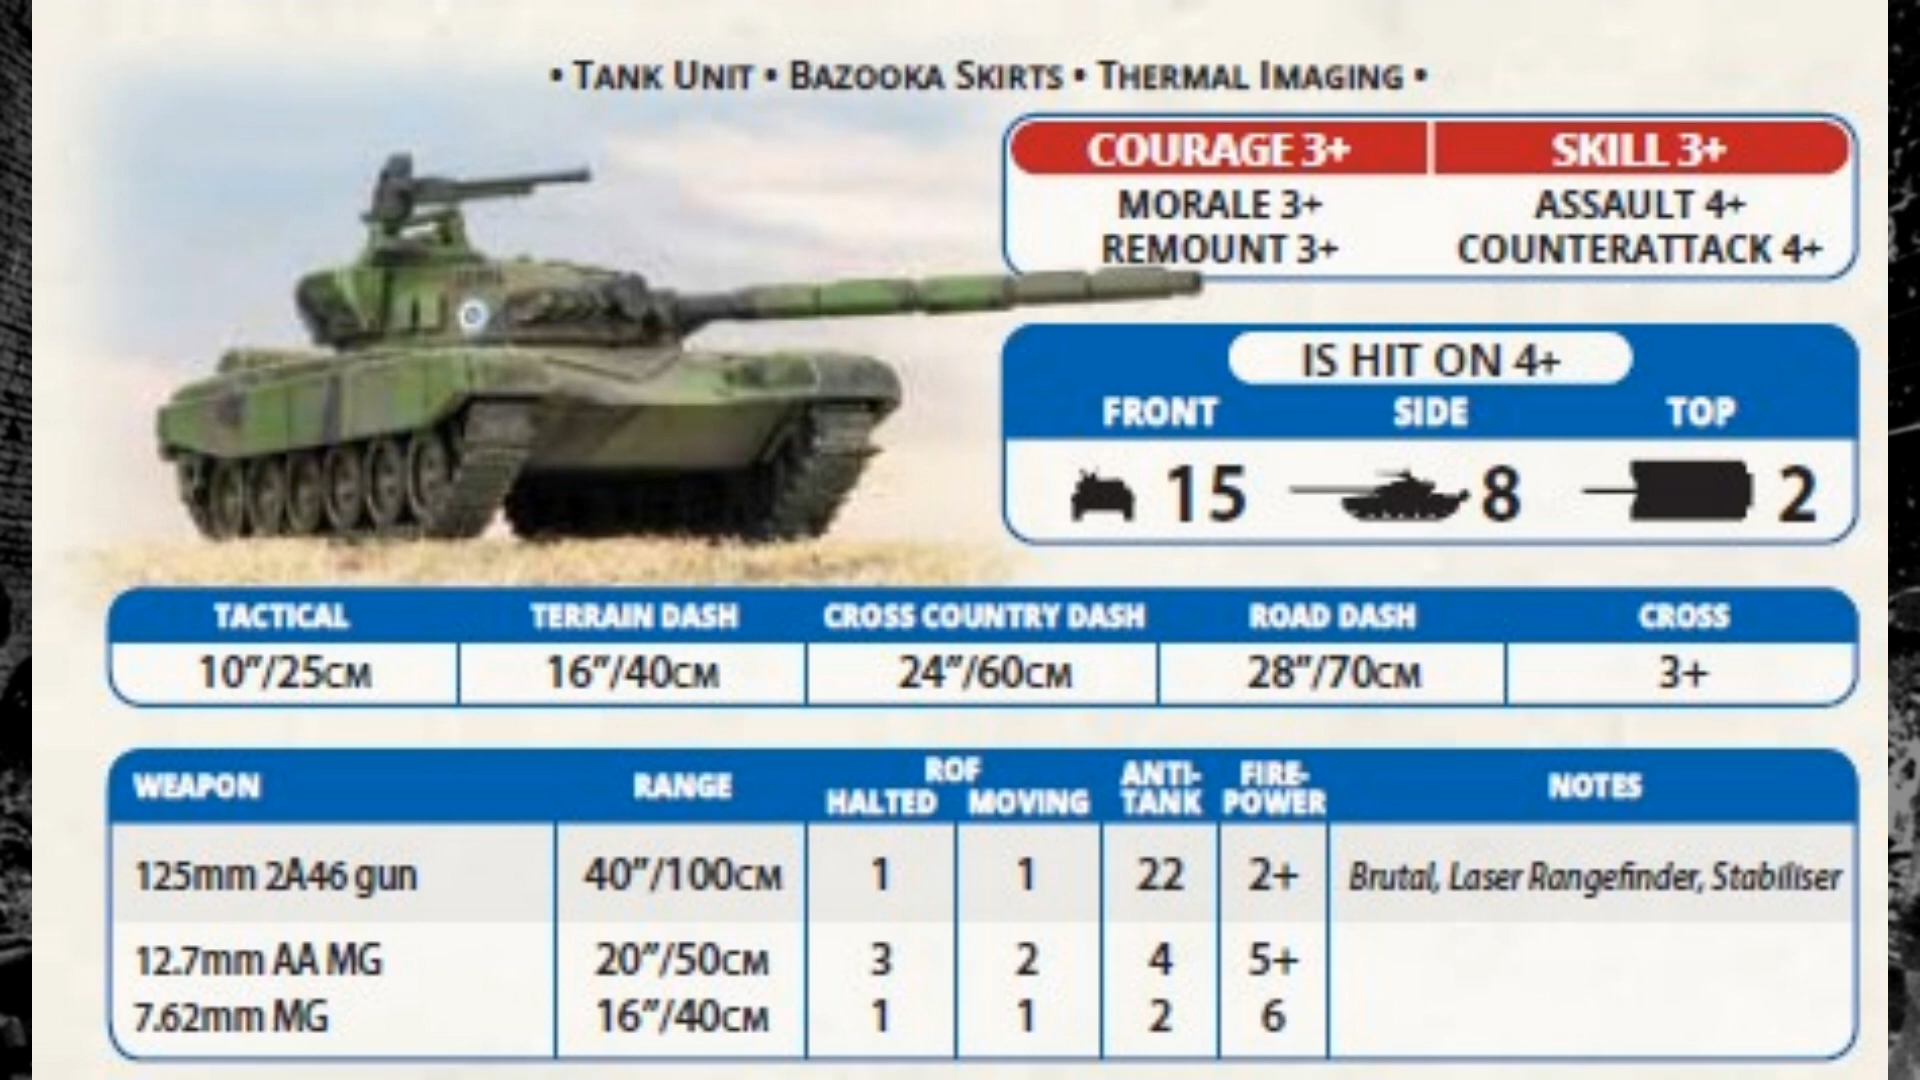 • TANK UNIT • BAZOOKA SKIRTS • THERMAL IMAGING •
COURAGE 3+ SKILL 3+
MORALE 3+ ASSAULT 4+
REMOUNT 3+ COUNTERATTACK 4+
IS HIT ON 4+
FRONT SIDE TOP
15 8 2
TACTICAL TERRAIN DASH CROSS COUNTRY DASH ROAD DASH CROSS
10”/25CM 16”/40CM 24”/60CM 28”/70CM 3+
WEAPON RANGE ROF ANTI- FIRE- NOTES
HALTED MOVING TANK POWER
125mm 2A46 gun 40”/100CM 1 1 22 2+ Brutal, Laser Rangefinder, Stabiliser
12.7mm AA MG 20”/50CM 3 2 4 5+
7.62mm MG 16”/40CM 1 1 2 6